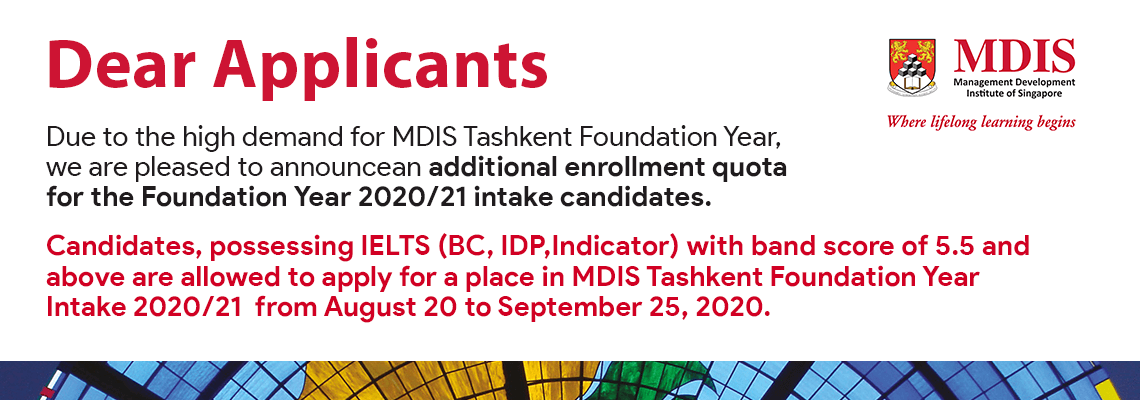 Dear Applicants
MDIS
Management Development
Institute of Singapore
Where lifelong learning begins
Due to the high demand for MDIS Tashkent Foundation Year,
we are pleased to announcean additional enrollment quota
for the Foundation Year 2020/21 intake candidates.
Candidates, possessing IELTS (BC, IDP,Indicator) with band score of 5.5 and
above are allowed to apply for a place in MDIS Tashkent Foundation Year
Intake 2020/21  from August 20 to September 25, 2020.